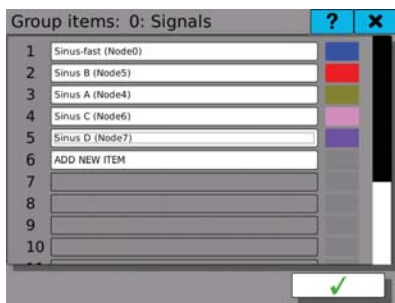 Group items: 0: Signals ? ✖
1 Sinus-fast (Node0)
2 Sinus B (Node5)
3 Sinus A (Node4)
4 Sinus C (Node6)
5 Sinus D (Node7)
6 ADD NEW ITEM
7
8
9
10